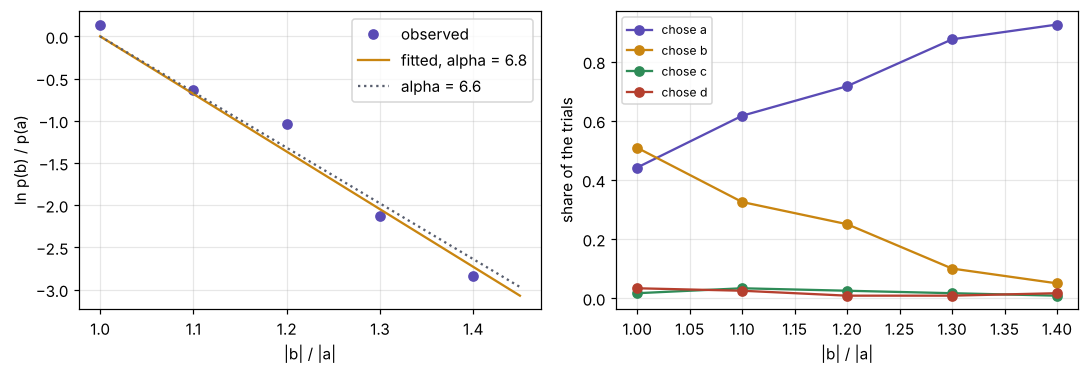 ln p(b) / p(a)
0.0
−0.5
−1.0
−1.5
−2.0
−2.5
−3.0
observed
fitted, alpha = 6.8
alpha = 6.6
1.0 1.1 1.2 1.3 1.4
|b| / |a|
share of the trials
0.8
0.6
0.4
0.2
0.0
chose a
chose b
chose c
chose d
1.00 1.05 1.10 1.15 1.20 1.25 1.30 1.35 1.40
|b| / |a|